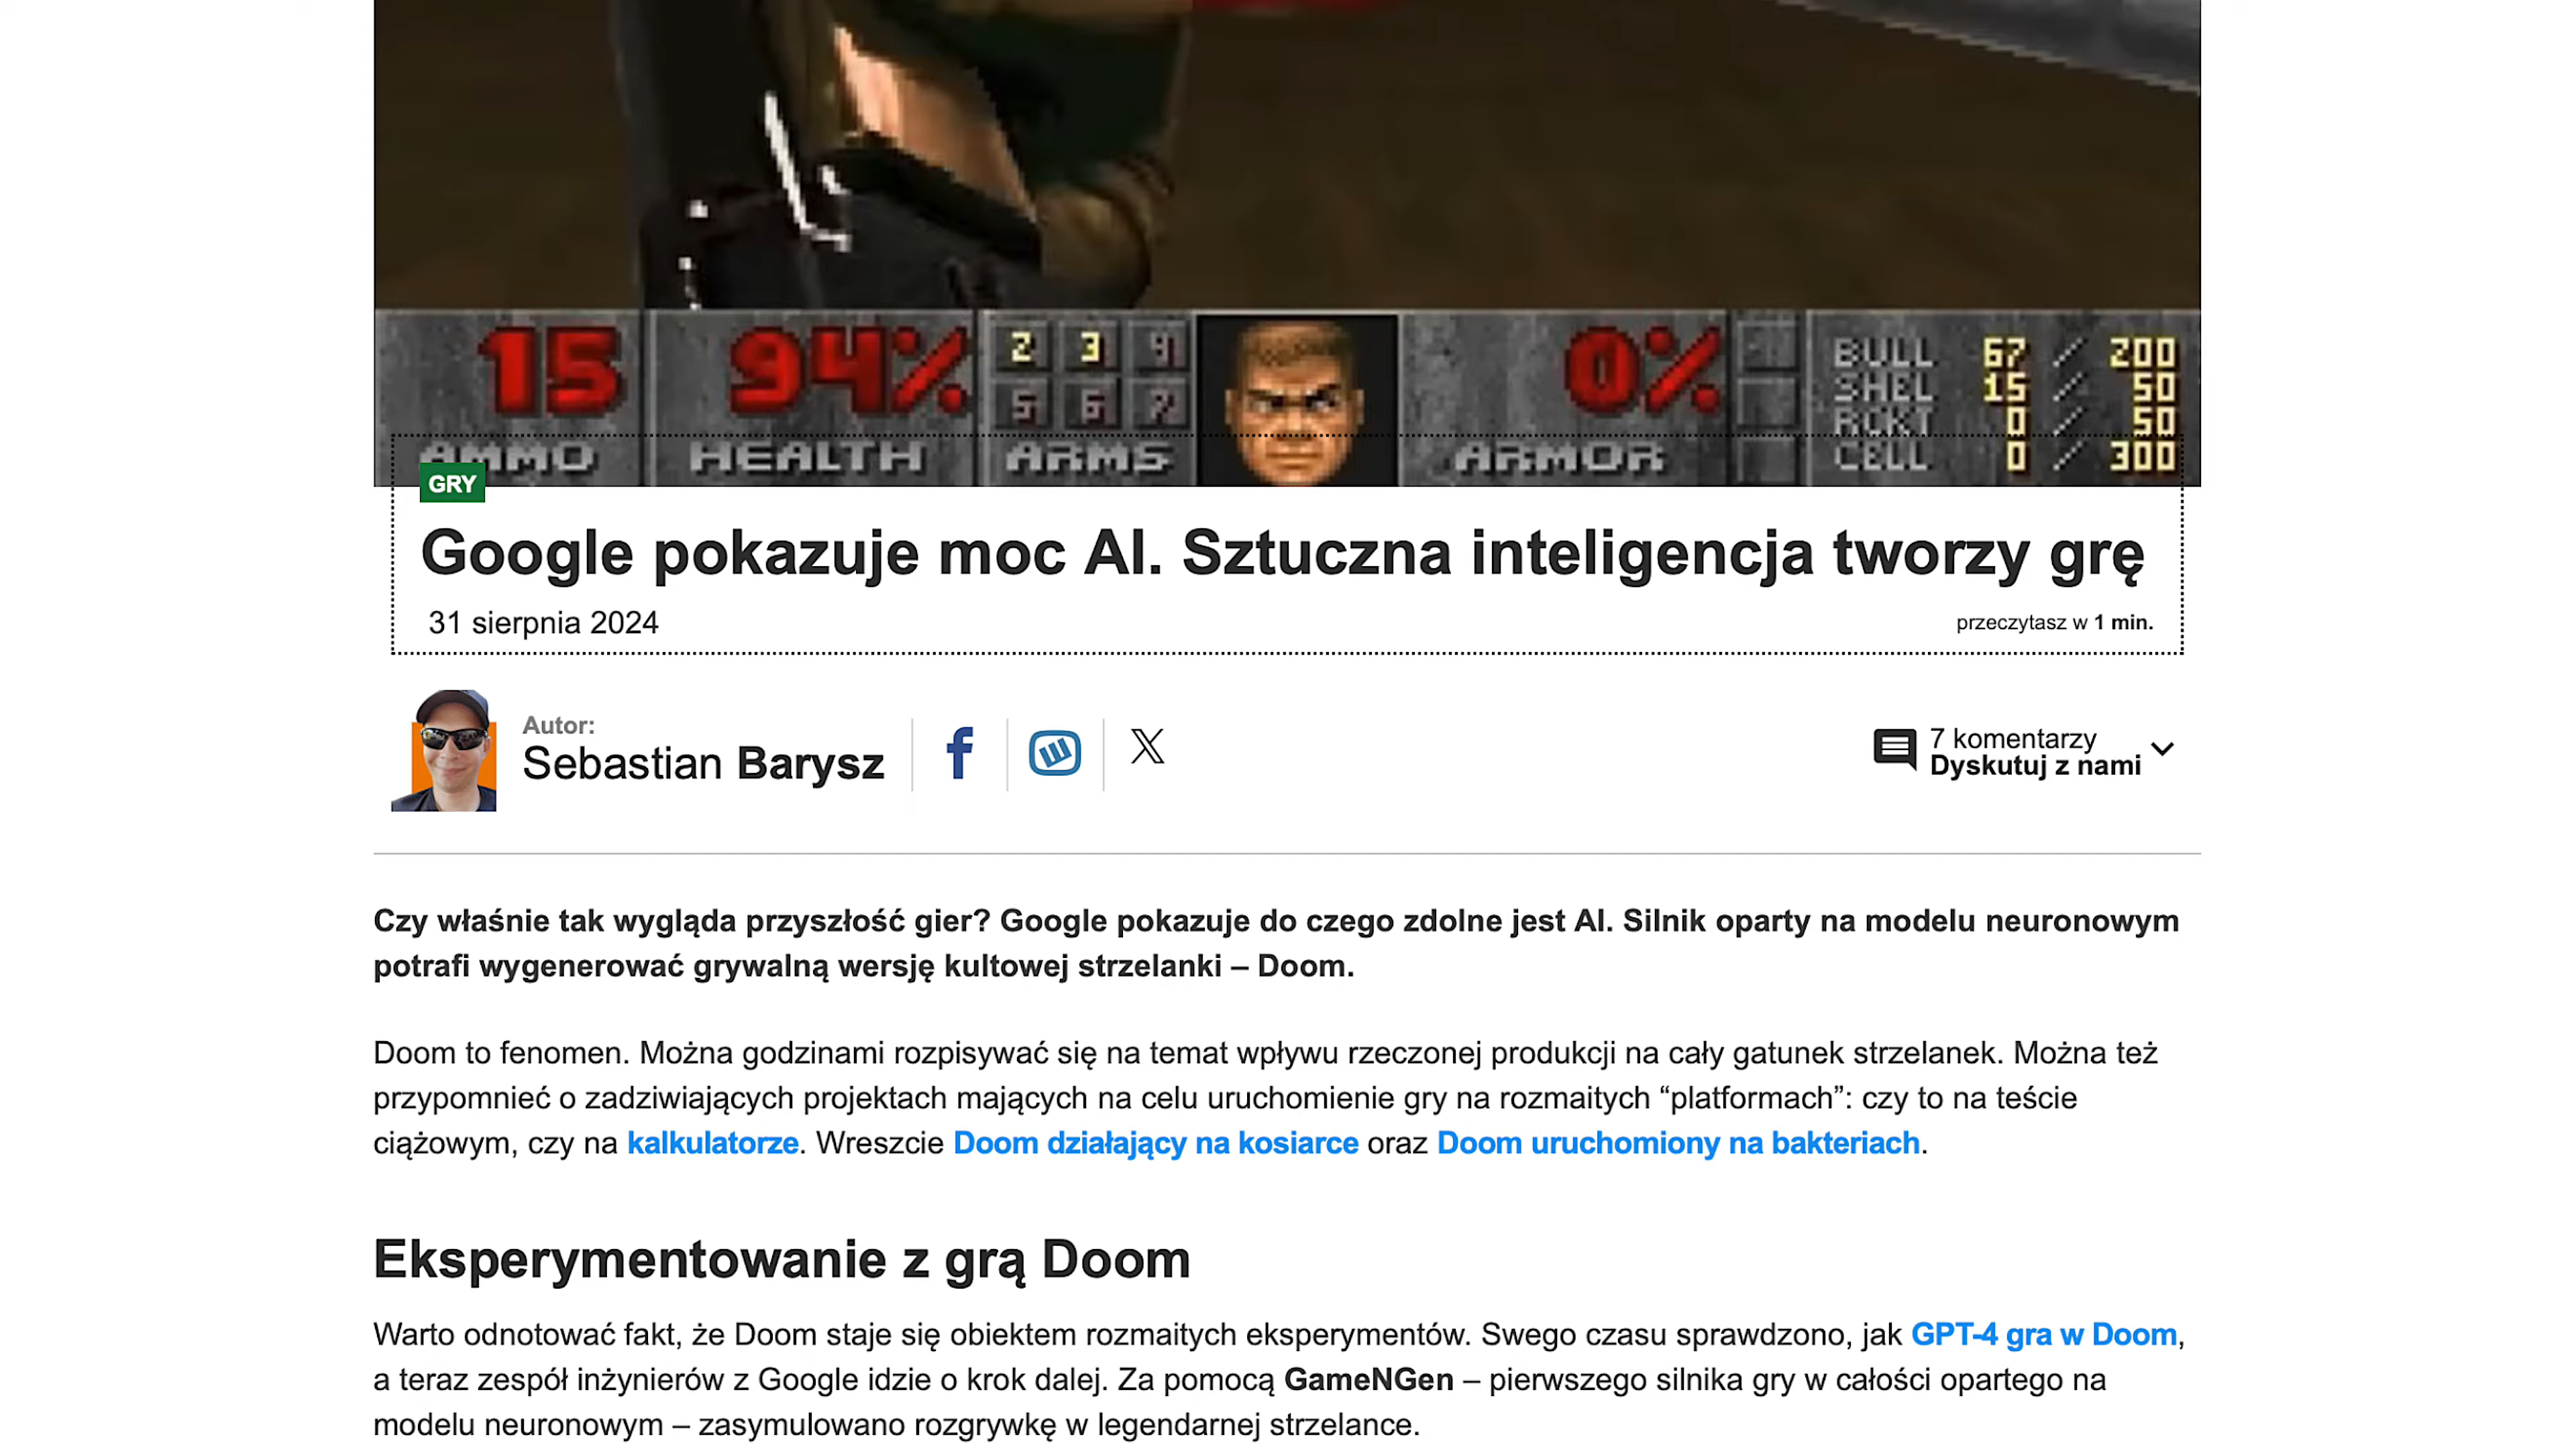 15 94% 2 3 4 0% BULL 67 / 200
5 6 7 SHEL 15 / 50
RCKT 0 / 50
AMMO HEALTH ARMS ARMOR CELL 0 / 300
GRY
Google pokazuje moc AI. Sztuczna inteligencja tworzy grę
31 sierpnia 2024 przeczytasz w 1 min.
Autor:
Sebastian Barysz
7 komentarzy
Dyskutuj z nami
Czy właśnie tak wygląda przyszłość gier? Google pokazuje do czego zdolne jest AI. Silnik oparty na modelu neuronowym
potrafi wygenerować grywalną wersję kultowej strzelanki – Doom.
Doom to fenomen. Można godzinami rozpisywać się na temat wpływu rzeczonej produkcji na cały gatunek strzelanek. Można też
przypomnieć o zadziwiających projektach mających na celu uruchomienie gry na rozmaitych “platformach”: czy to na teście
ciążowym, czy na kalkulatorze. Wreszcie Doom działający na kosiarce oraz Doom uruchomiony na bakteriach.
Eksperymentowanie z grą Doom
Warto odnotować fakt, że Doom staje się obiektem rozmaitych eksperymentów. Swego czasu sprawdzono, jak GPT-4 gra w Doom,
a teraz zespół inżynierów z Google idzie o krok dalej. Za pomocą GameNGen – pierwszego silnika gry w całości opartego na
modelu neuronowym – zasymulowano rozgrywkę w legendarnej strzelance.